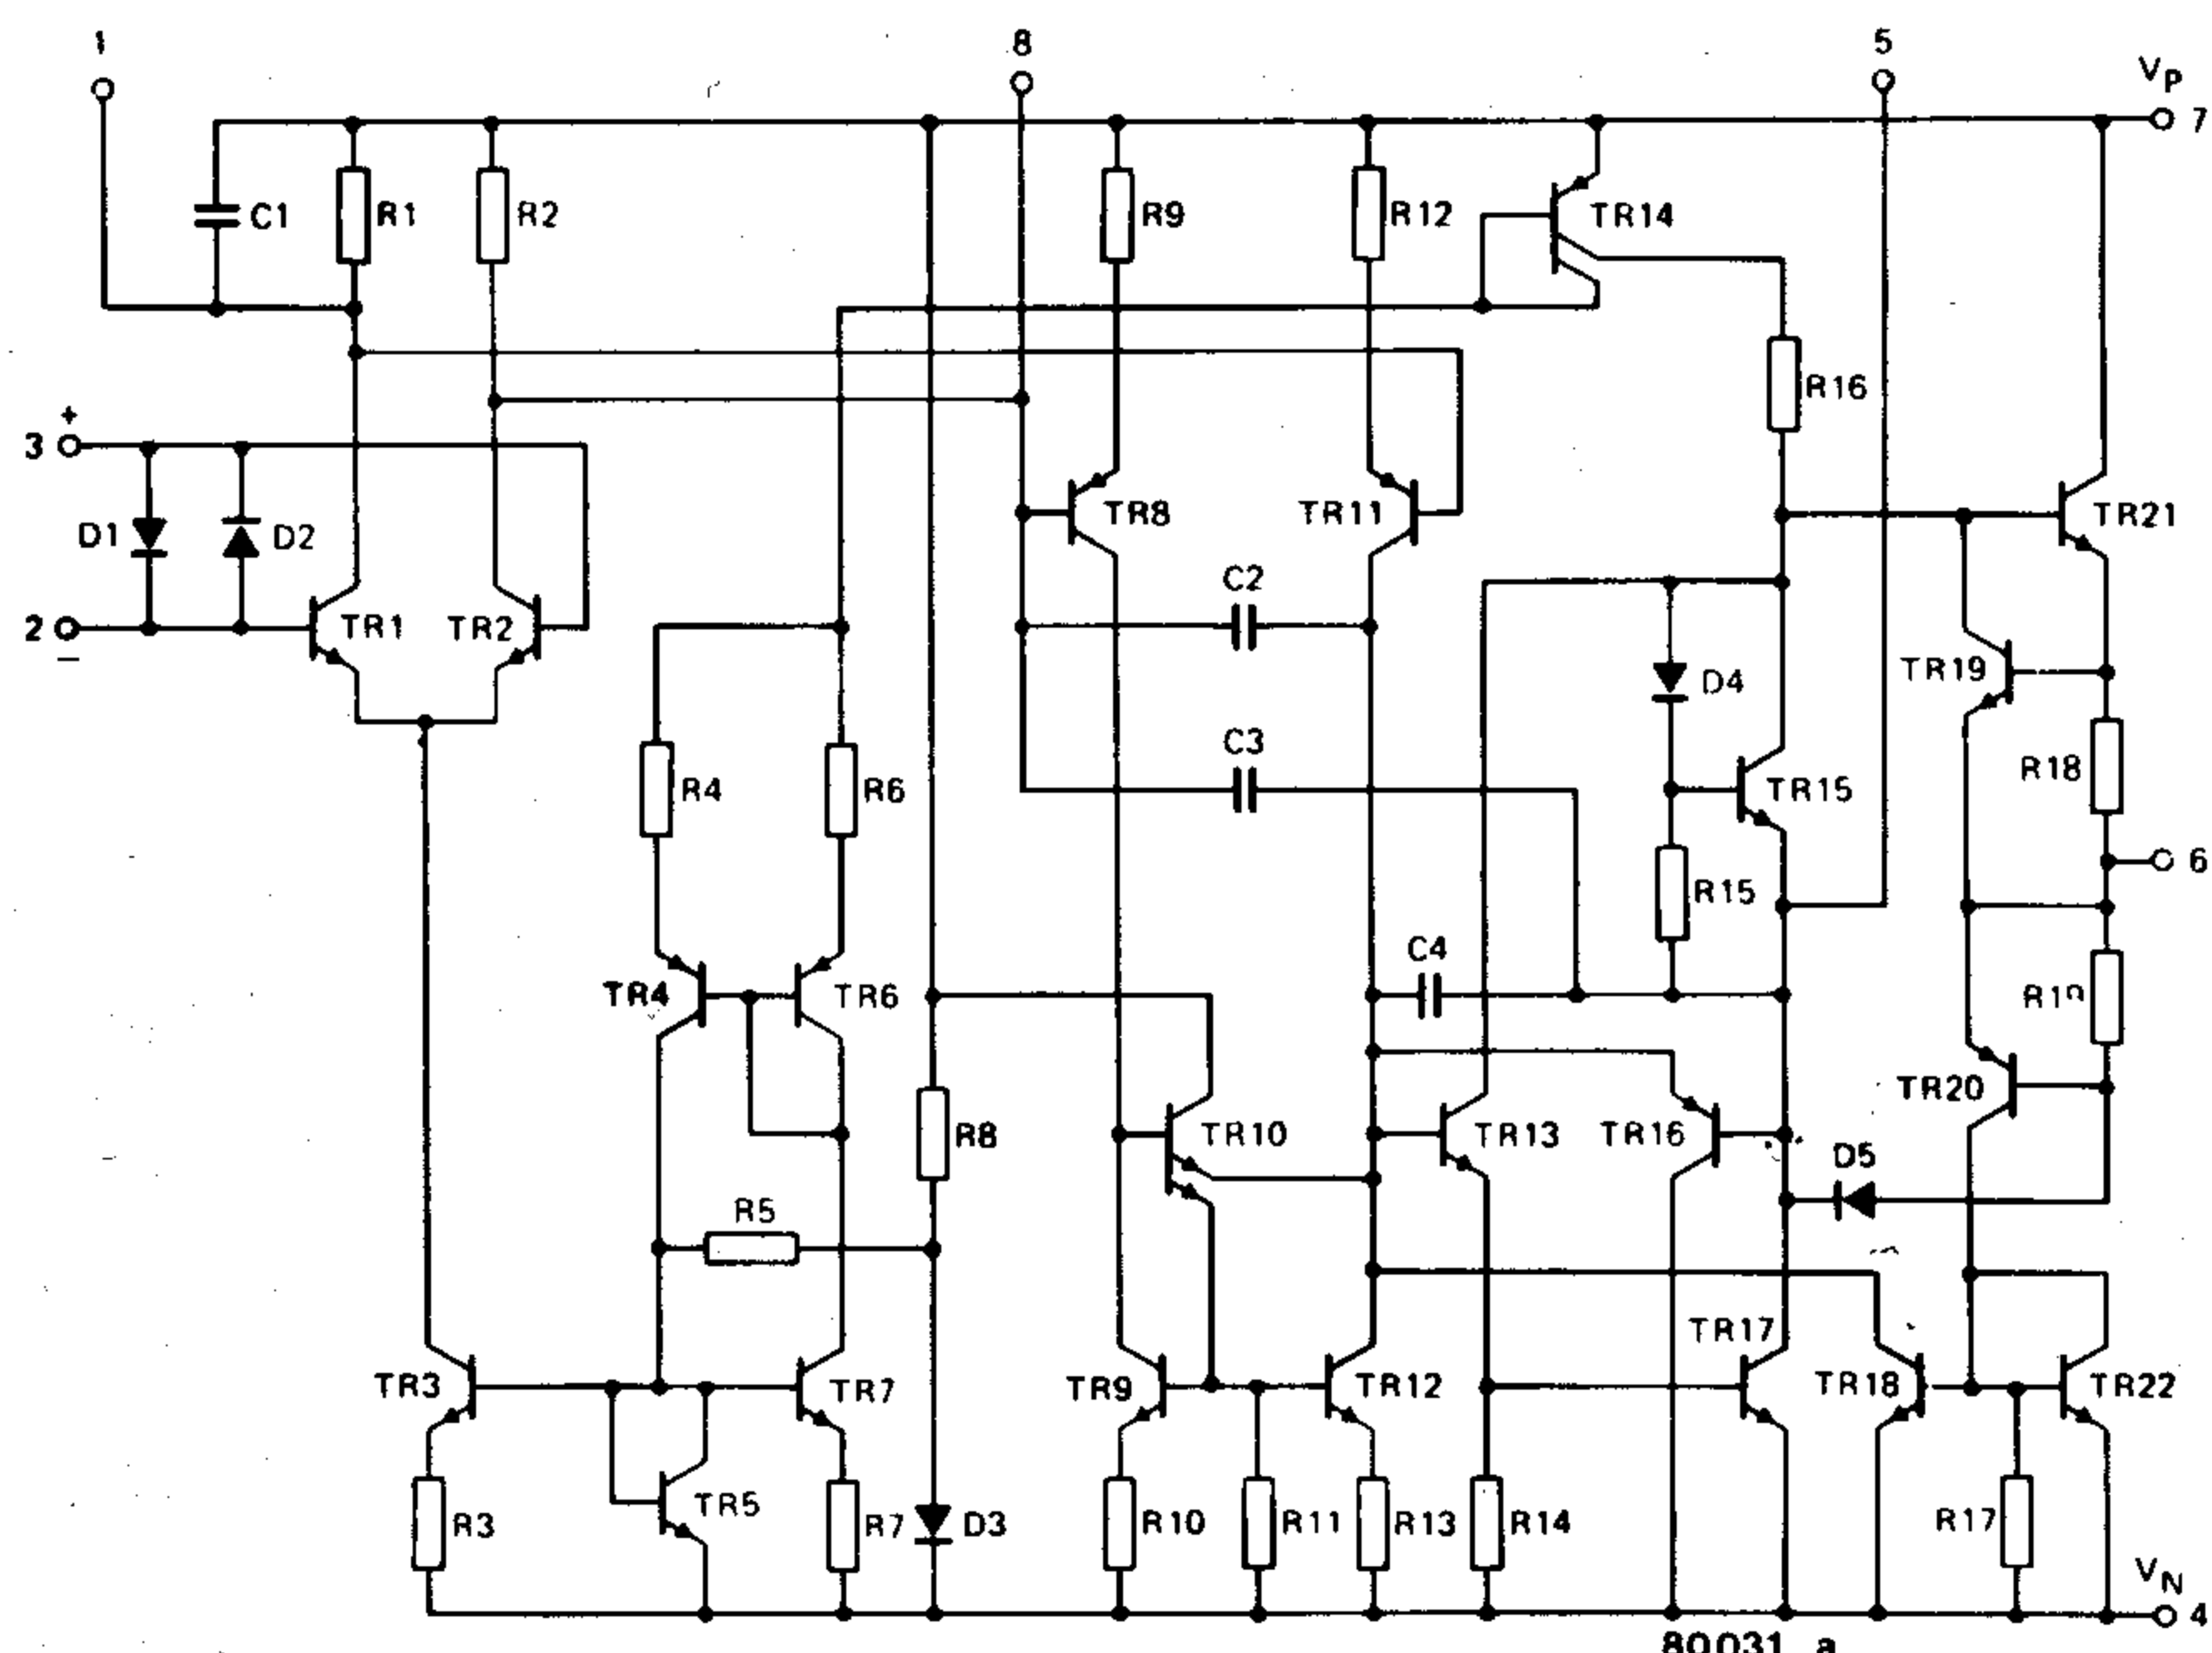 1 8 5 VP
7
C1 R1 R2 R9 R12 TR14
R16
+
3
D1 D2 TR8 TR11 TR21
C2
2 TR1 TR2
−
TR19
D4
C3
R4 R6 TR15 R18
6
R15
C4
TR4 TR6
TR20
R8 TR10 TR13 TR16
D5
R5
TR17
TR3 TR7 TR9 TR12 TR18 TR22
TR5
R3 R7 D3 R10 R11 R13 R14 R17
VN
4
80031 a